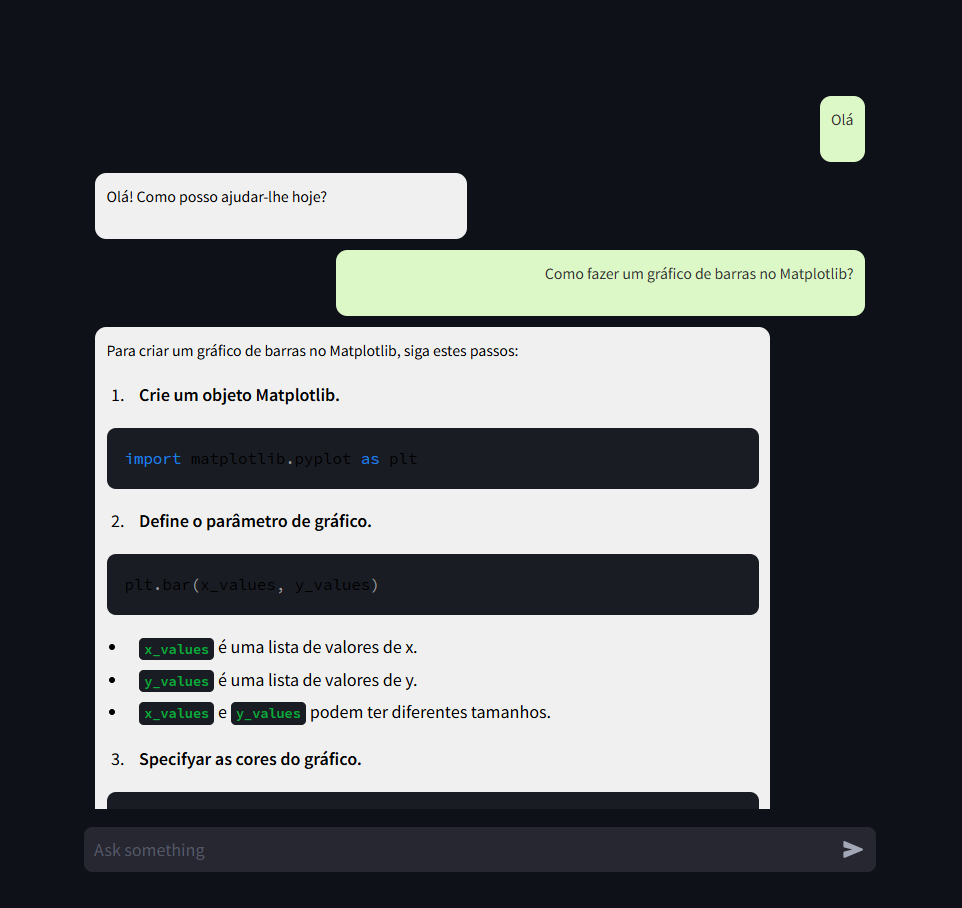 Olá
Olá! Como posso ajudar-lhe hoje?
Como fazer um gráfico de barras no Matplotlib?
Para criar um gráfico de barras no Matplotlib, siga estes passos:
1. Crie um objeto Matplotlib.
import matplotlib.pyplot as plt
2. Define o parâmetro de gráfico.
plt.bar(x_values, y_values)
• x_values é uma lista de valores de x.
• y_values é uma lista de valores de y.
• x_values e y_values podem ter diferentes tamanhos.
3. Specifyar as cores do gráfico.
Ask something